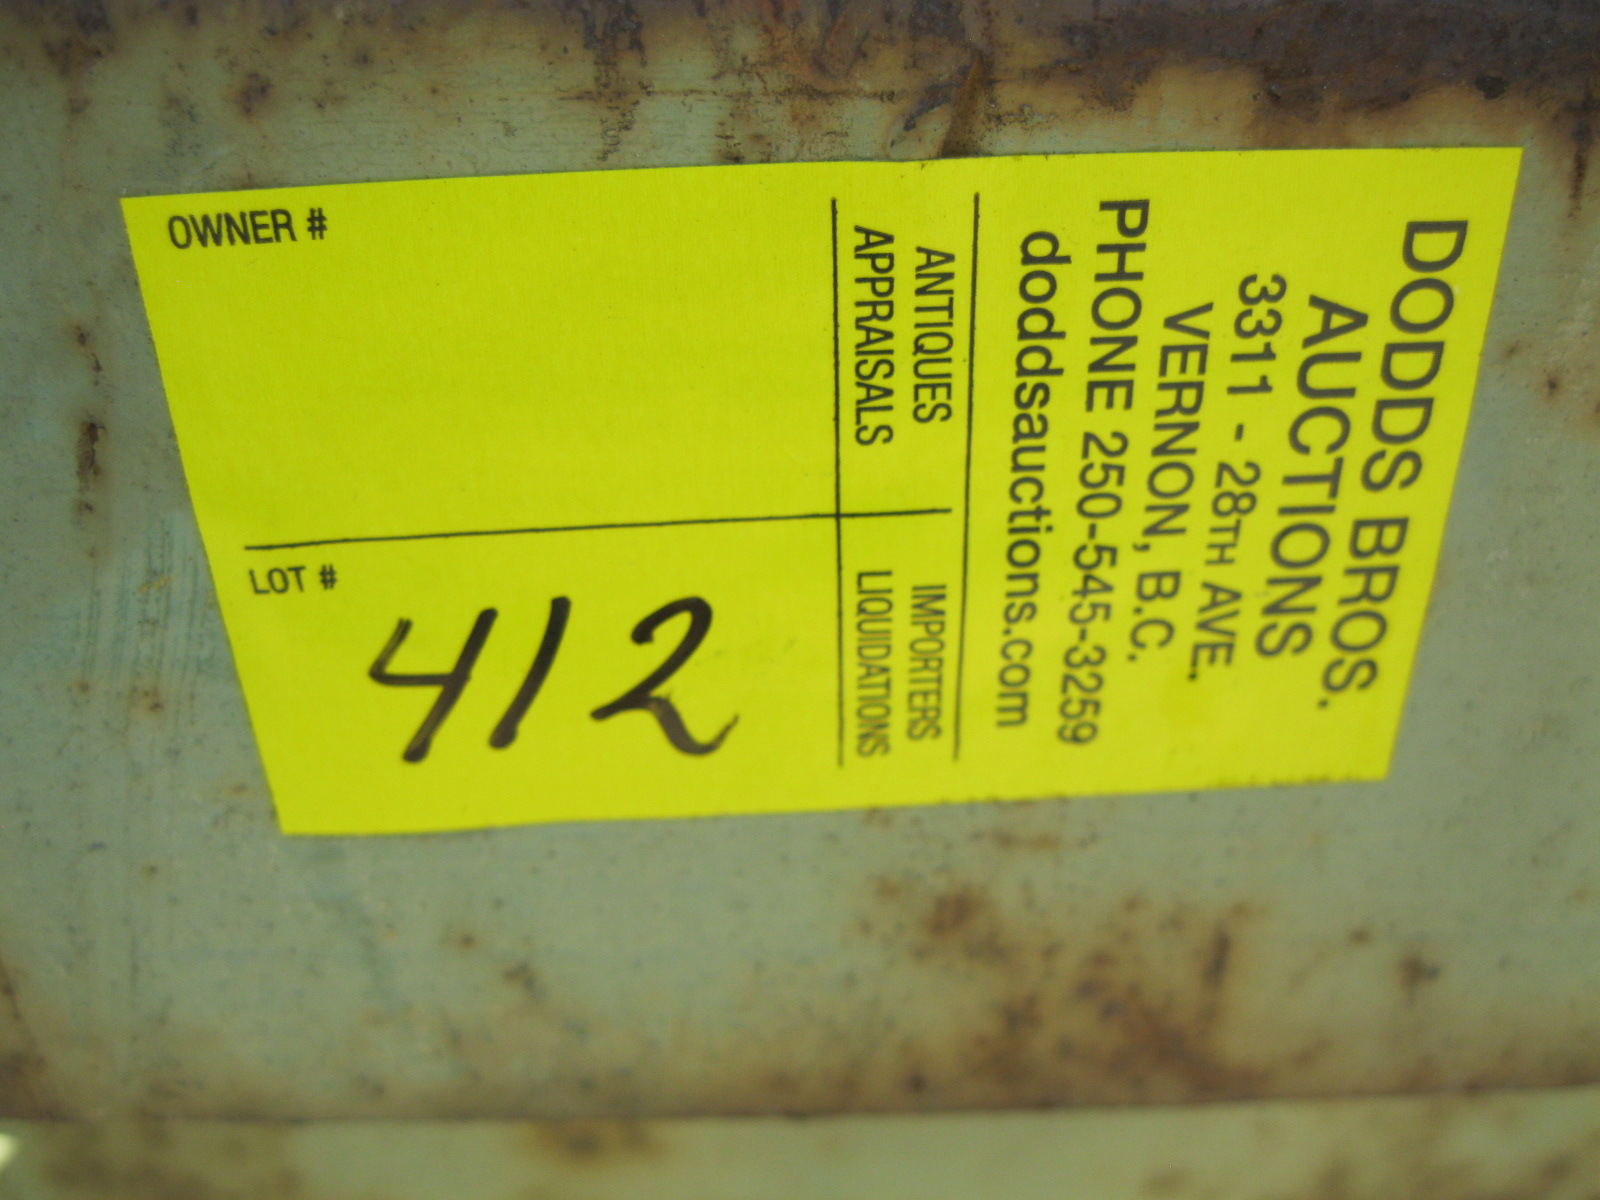 DODDS BROS.
AUCTIONS
3311 - 28TH AVE.
VERNON, B.C.
PHONE 250-545-3259
doddsauctions.com
ANTIQUES
APPRAISALS
IMPORTERS
LIQUIDATIONS
OWNER #
LOT #
412